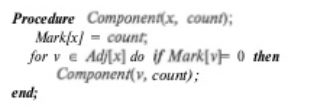 Procedure Component(x, count);
Mark[x] = count;
for v ∈ Adj[x] do if Mark[v]= 0 then
Component(v, count);
end;